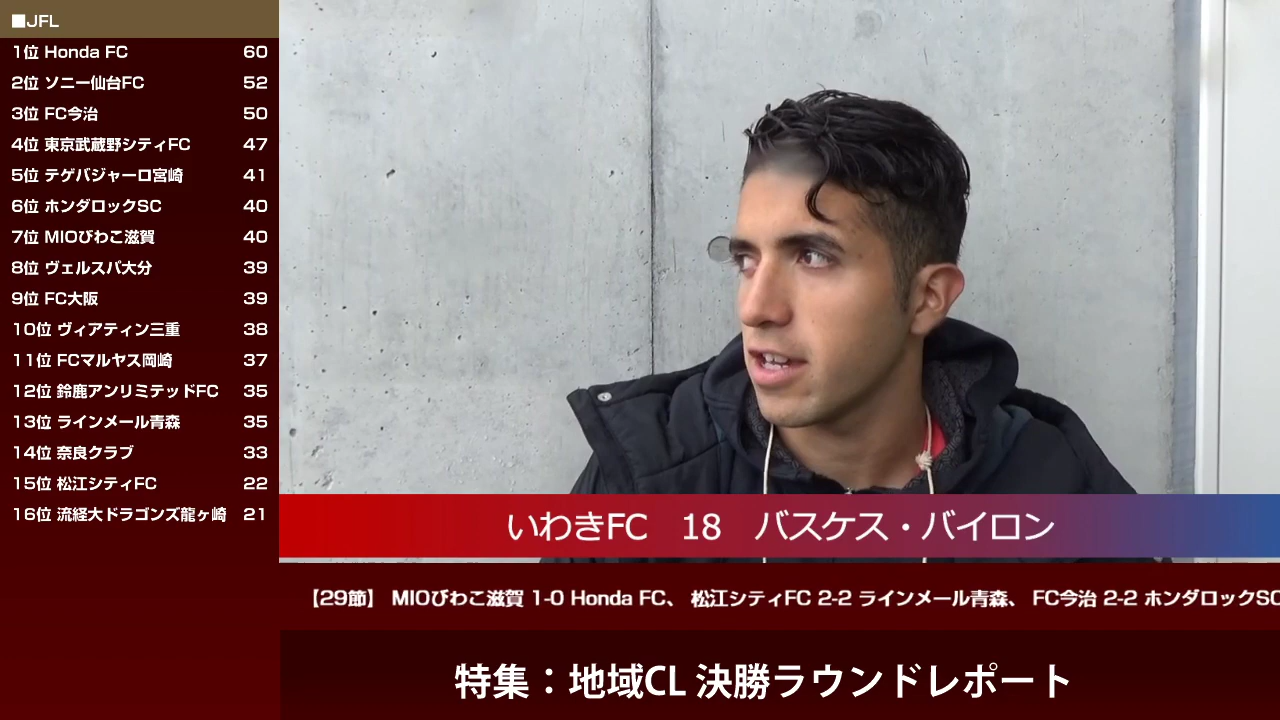 ■JFL
1位 Honda FC 60
2位 ソニー仙台FC 52
3位 FC今治 50
4位 東京武蔵野シティFC 47
5位 テゲバジャーロ宮崎 41
6位 ホンダロックSC 40
7位 MIOびわこ滋賀 40
8位 ヴェルスパ大分 39
9位 FC大阪 39
10位 ヴィアティン三重 38
11位 FCマルヤス岡崎 37
12位 鈴鹿アンリミテッドFC 35
13位 ラインメール青森 35
14位 奈良クラブ 33
15位 松江シティFC 22
16位 流経大ドラゴンズ龍ヶ崎 21
いわきFC 18 バスケス・バイロン
【29節】 MIOびわこ滋賀 1-0 Honda FC、 松江シティFC 2-2 ラインメール青森、 FC今治 2-2 ホンダロックSC
特集：地域CL 決勝ラウンドレポート